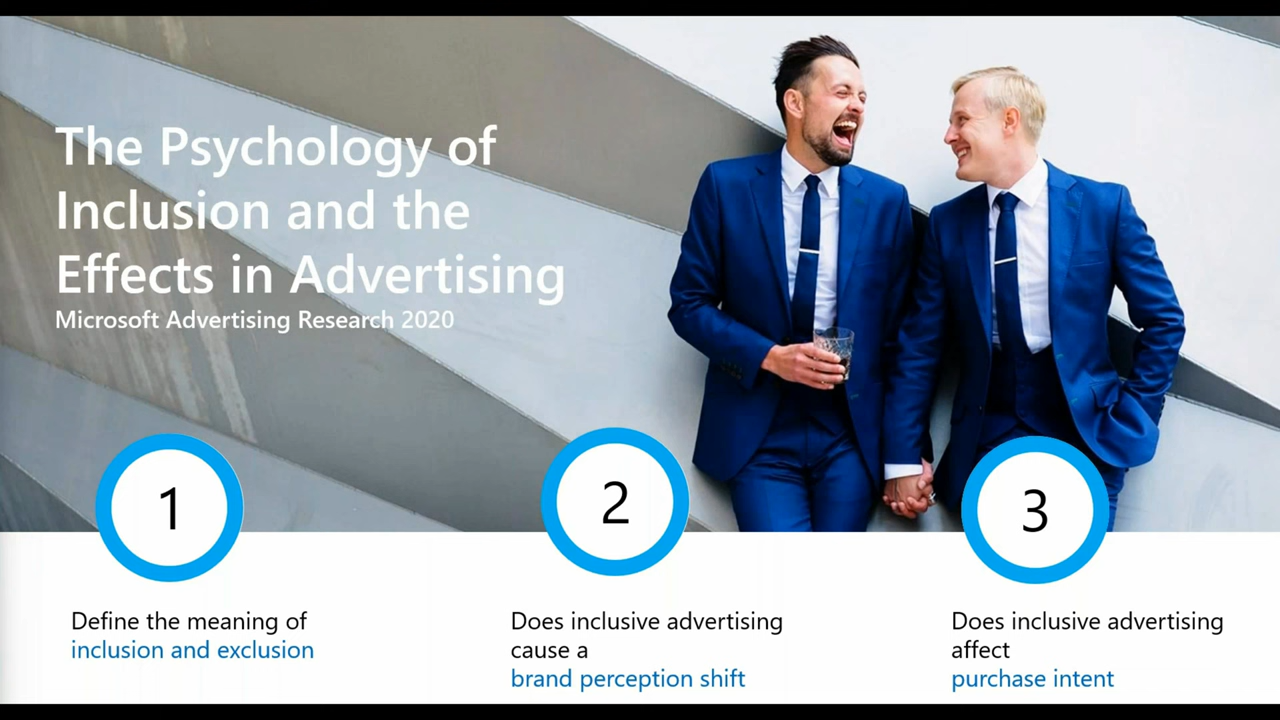 The Psychology of
Inclusion and the
Effects in Advertising
Microsoft Advertising Research 2020
1
2
3
Define the meaning of
inclusion and exclusion
Does inclusive advertising
cause a
brand perception shift
Does inclusive advertising
affect
purchase intent